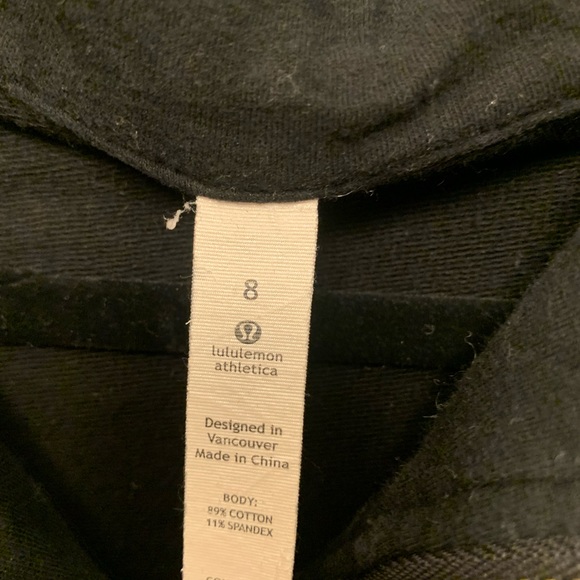 8
lululemon
athletica
Designed in
Vancouver
Made in China
BODY:
89% COTTON
11% SPANDEX